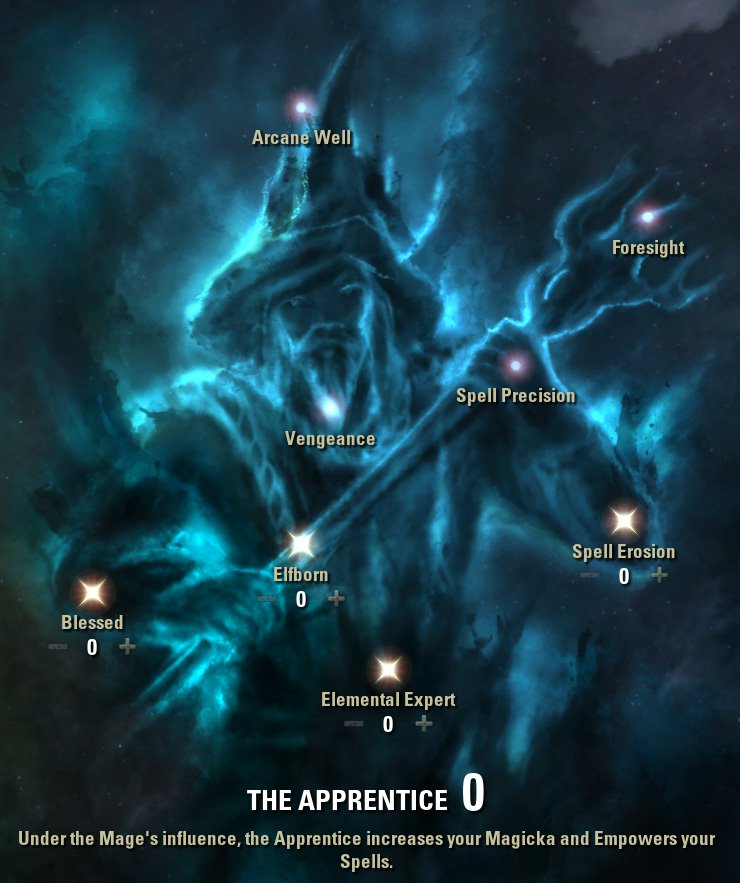 Arcane Well
Foresight
Spell Precision
Vengeance
Spell Erosion
0
Elfborn
0
Blessed
0
Elemental Expert
0
THE APPRENTICE 0
Under the Mage's influence, the Apprentice increases your Magicka and Empowers your
Spells.